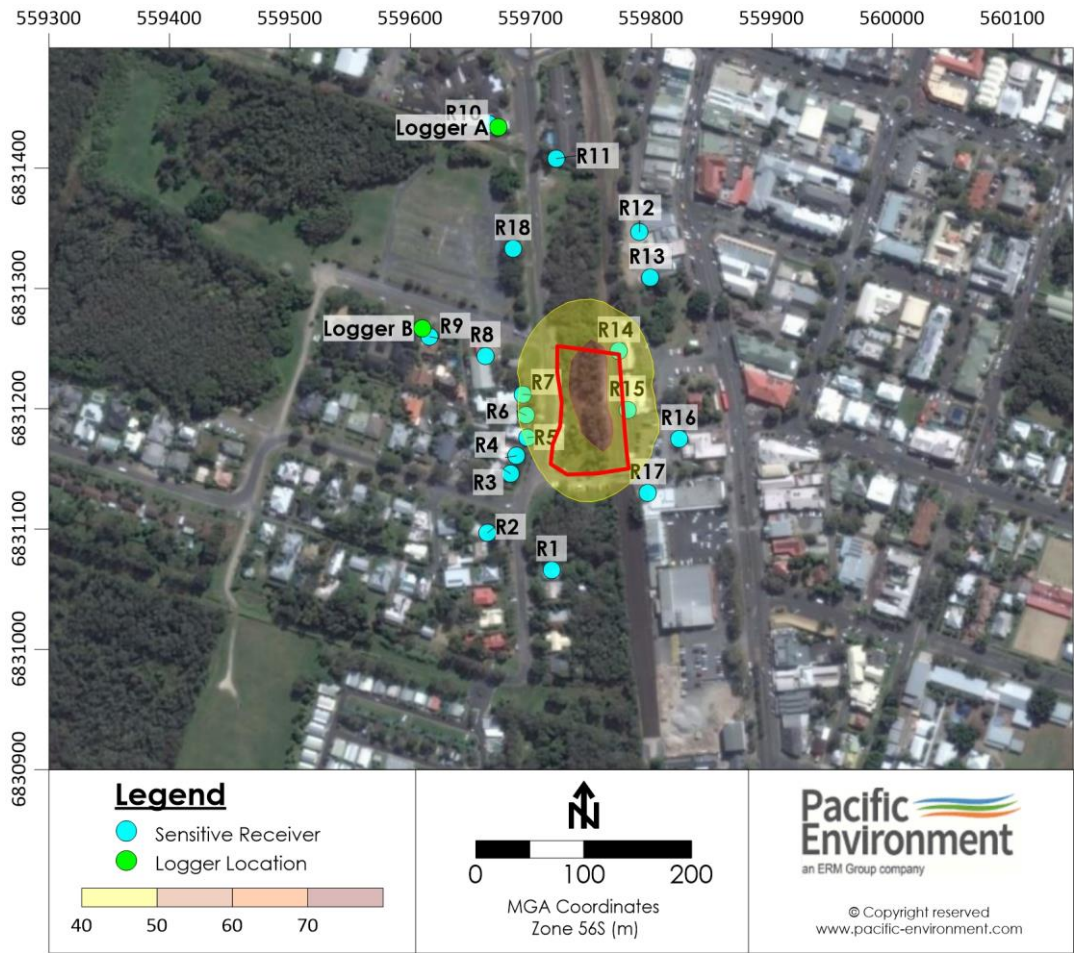 559300 559400 559500 559600 559700 559800 559900 560000 560100
6831400
6831300
6831200
6831100
6831000
6830900
R10
Logger A
R11
R12
R18
R13
Logger B
R9
R8
R14
R7
R15
R6
R5
R16
R4
R3
R17
R2
R1
Legend
Sensitive Receiver
Logger Location
40 50 60 70
N
0 100 200
MGA Coordinates
Zone 56S (m)
Pacific
Environment
an ERM Group company
© Copyright reserved
www.pacific-environment.com